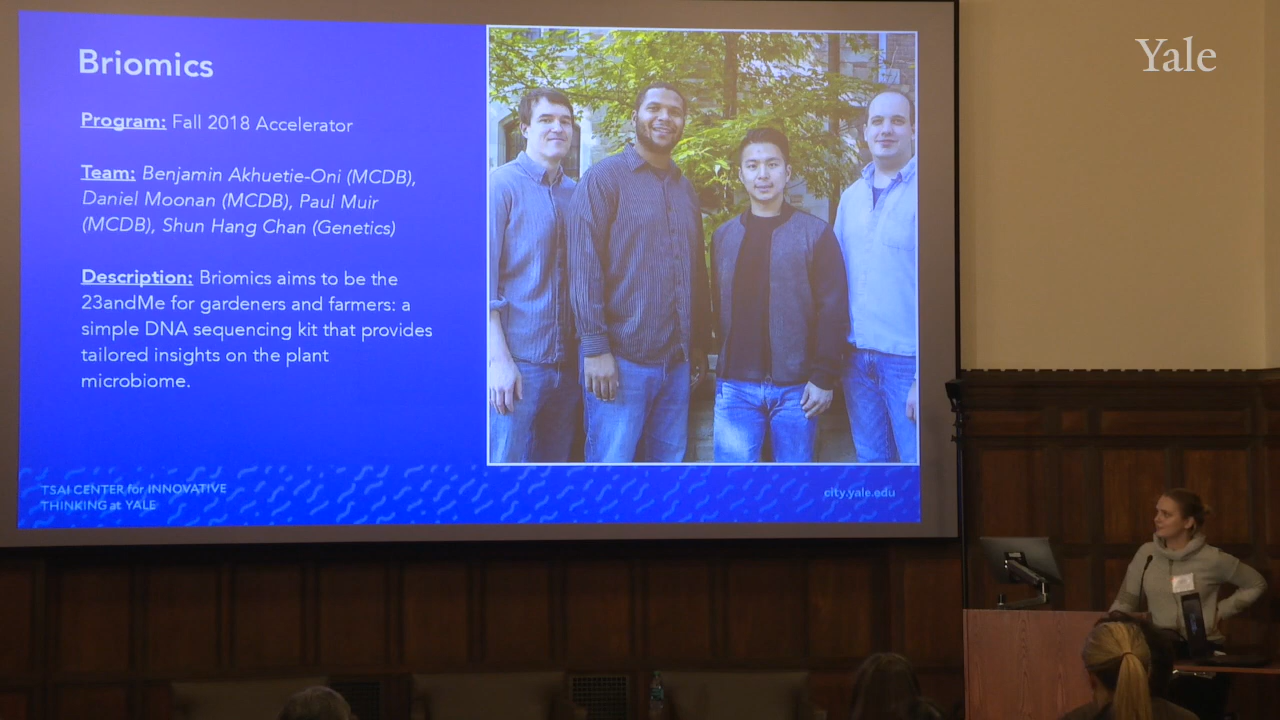 Yale
Briomics
Program: Fall 2018 Accelerator
Team: Benjamin Akhuetie-Oni (MCDB),
Daniel Moonan (MCDB), Paul Muir
(MCDB), Shun Hang Chan (Genetics)
Description: Briomics aims to be the
23andMe for gardeners and farmers: a
simple DNA sequencing kit that provides
tailored insights on the plant
microbiome.
TSAI CENTER for INNOVATIVE
THINKING at YALE
city.yale.edu